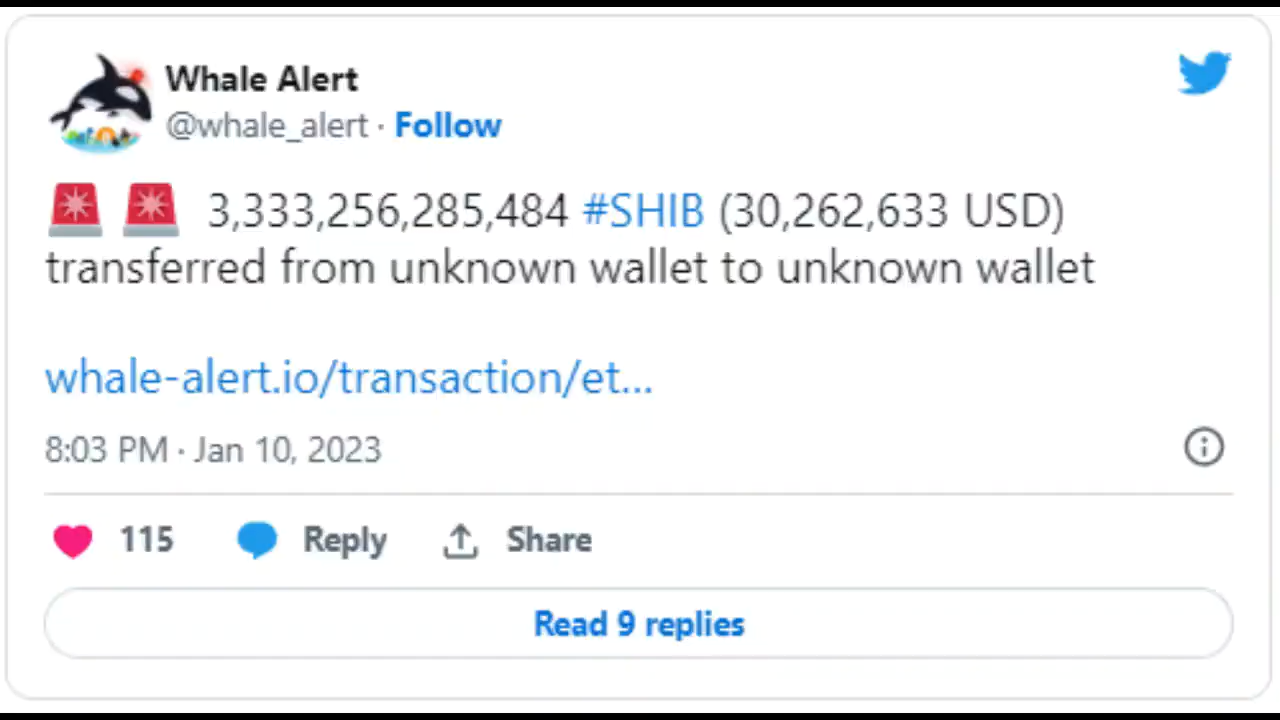 Whale Alert
@whale_alert · Follow
🚨 🚨 3,333,256,285,484 #SHIB (30,262,633 USD)
transferred from unknown wallet to unknown wallet
whale-alert.io/transaction/et...
8:03 PM · Jan 10, 2023
115 Reply Share
Read 9 replies